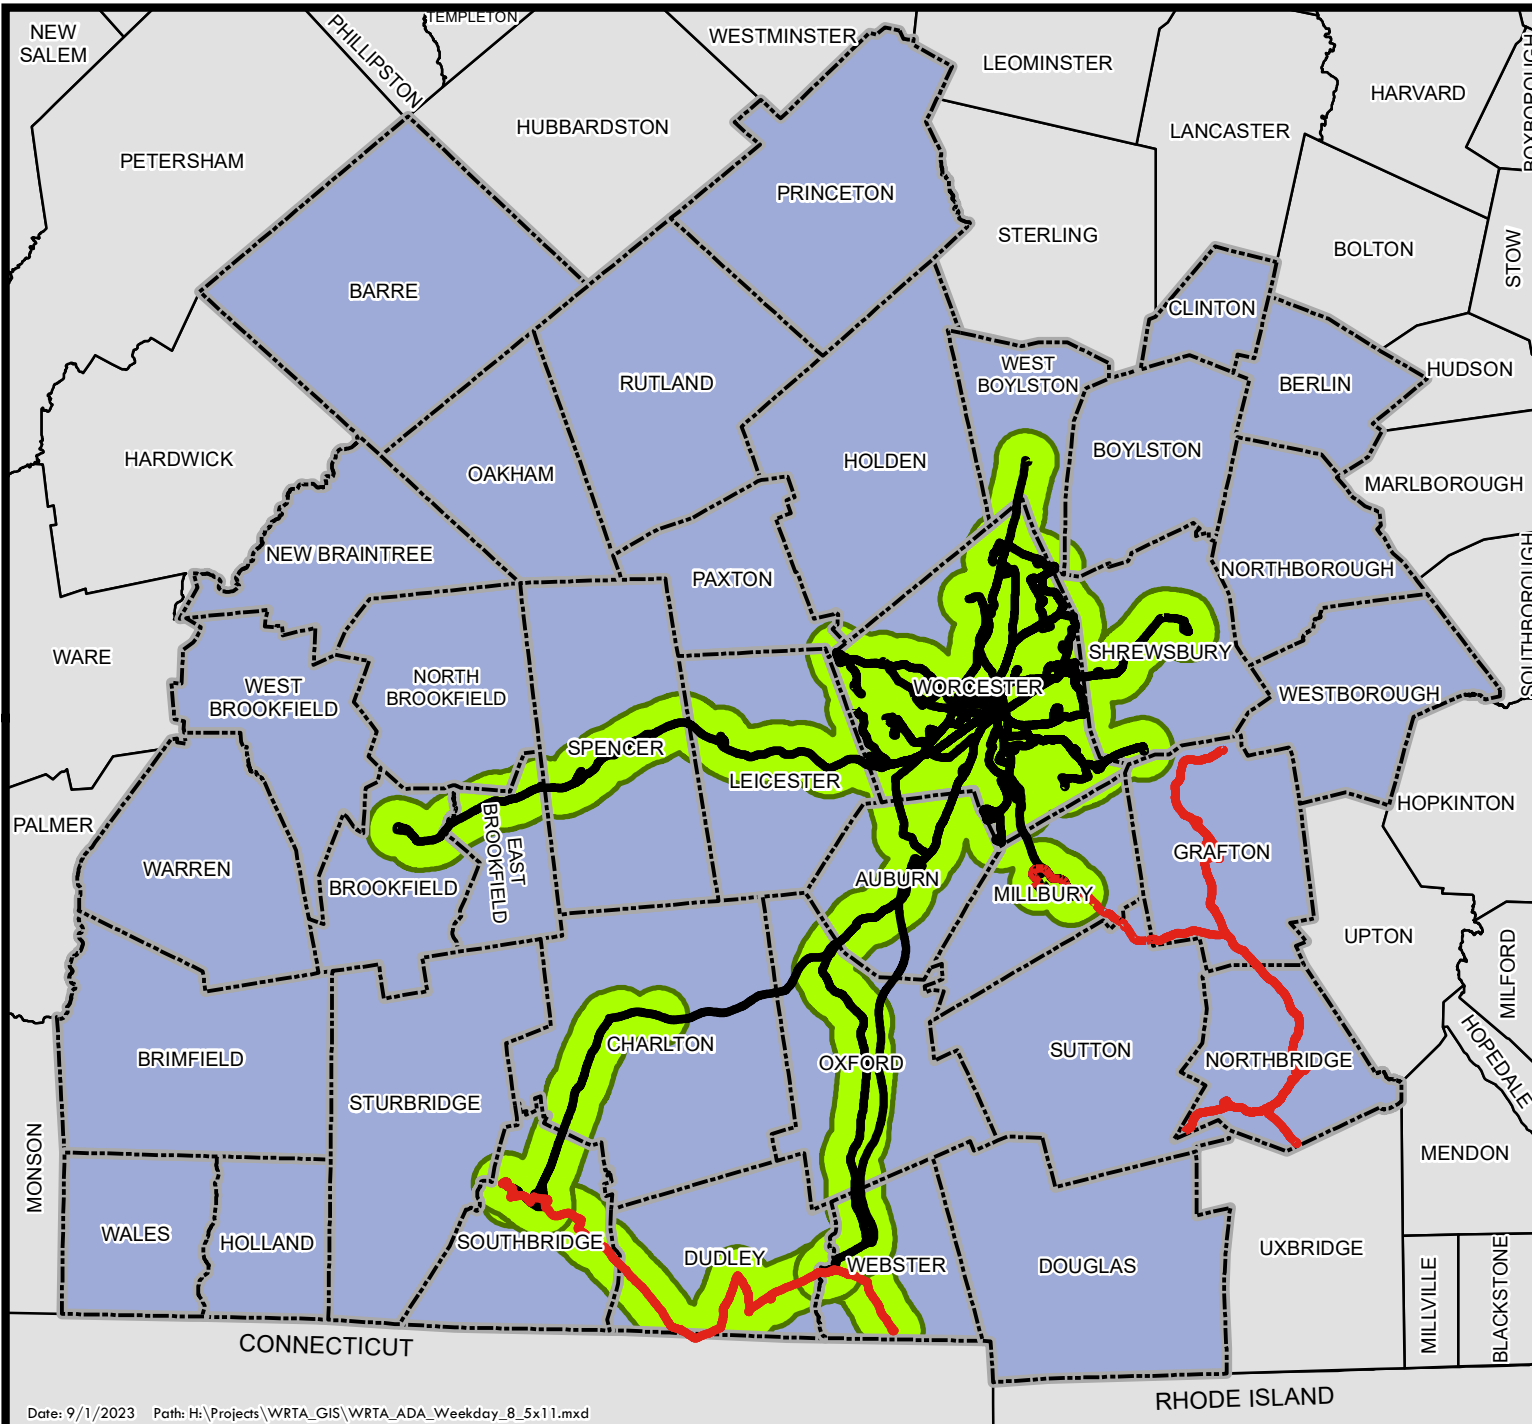 TEMPLETON
NEW
SALEM
PHILLIPSTON
WESTMINSTER
LEOMINSTER
HARVARD
BOXBOROUGH
HUBBARDSTON
LANCASTER
PETERSHAM
PRINCETON
STERLING
BOLTON
STOW
BARRE
CLINTON
WEST
BOYLSTON
HUDSON
RUTLAND
BERLIN
BOYLSTON
HARDWICK
HOLDEN
OAKHAM
MARLBOROUGH
NEW BRAINTREE
NORTHBOROUGH
PAXTON
SOUTHBOROUGH
WARE
SHREWSBURY
NORTH
BROOKFIELD
WEST
BROOKFIELD
WORCESTER
WESTBOROUGH
SPENCER
LEICESTER
HOPKINTON
PALMER
EAST
BROOKFIELD
GRAFTON
WARREN
BROOKFIELD
AUBURN
MILLBURY
UPTON
MILFORD
CHARLTON
SUTTON
BRIMFIELD
OXFORD
NORTHBRIDGE
HOPEDALE
STURBRIDGE
MENDON
MONSON
WALES
HOLLAND
SOUTHBRIDGE
DUDLEY
WEBSTER
DOUGLAS
UXBRIDGE
MILLVILLE
BLACKSTONE
CONNECTICUT
RHODE ISLAND
Date: 9/1/2023 Path: H:\Projects\WRTA_GIS\WRTA_ADA_Weekday_8_5x11.mxd